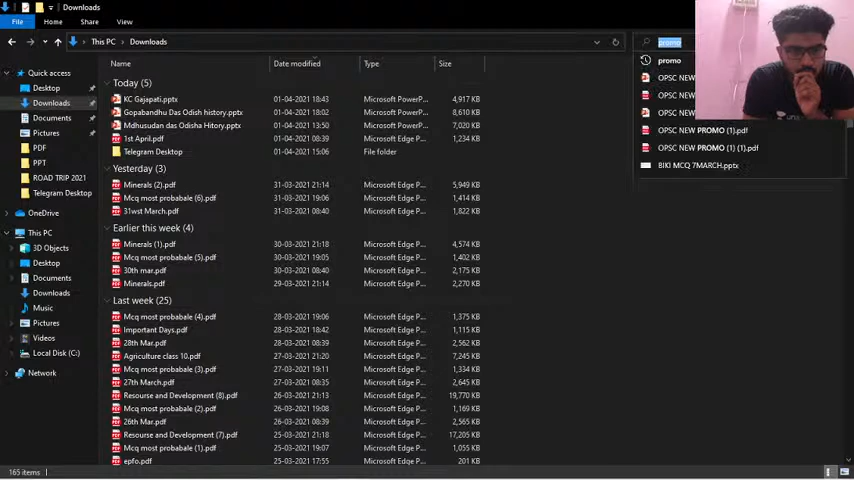 File Home Share View
This PC > Downloads
promo
Name Date modified Type Size
promo
OPSC NEW
OPSC NEW
OPSC NEW
OPSC NEW PROMO (1).pdf
OPSC NEW PROMO (1) (1).pdf
BIKI MCQ 7MARCH.pptx
Quick access
Desktop
Downloads
Documents
Pictures
PDF
PPT
ROAD TRIP 2021
Telegram Desktop
OneDrive
This PC
3D Objects
Desktop
Documents
Downloads
Music
Pictures
Videos
Local Disk (C:)
Network
Today (5)
KC Gajapati.pptx 01-04-2021 18:43 Microsoft PowerP... 4,917 KB
Gopabandhu Das Odish history.pptx 01-04-2021 18:02 Microsoft PowerP... 8,610 KB
Mdhusudan das Odisha Hitory.pptx 01-04-2021 13:50 Microsoft PowerP... 7,020 KB
1st April.pdf 01-04-2021 08:39 Microsoft Edge P... 1,234 KB
Telegram Desktop 01-04-2021 15:06 File folder
Yesterday (3)
Minerals (2).pdf 31-03-2021 21:14 Microsoft Edge P... 5,949 KB
Mcq most probabale (6).pdf 31-03-2021 19:06 Microsoft Edge P... 1,414 KB
31wst March.pdf 31-03-2021 08:40 Microsoft Edge P... 1,822 KB
Earlier this week (4)
Minerals (1).pdf 30-03-2021 21:18 Microsoft Edge P... 4,574 KB
Mcq most probabale (5).pdf 30-03-2021 19:05 Microsoft Edge P... 1,402 KB
30th mar.pdf 30-03-2021 08:40 Microsoft Edge P... 2,175 KB
Minerals.pdf 29-03-2021 21:14 Microsoft Edge P... 2,270 KB
Last week (25)
Mcq most probabale (4).pdf 28-03-2021 19:06 Microsoft Edge P... 1,375 KB
Important Days.pdf 28-03-2021 18:42 Microsoft Edge P... 1,115 KB
28th Mar.pdf 28-03-2021 08:39 Microsoft Edge P... 2,562 KB
Agriculture class 10.pdf 27-03-2021 21:20 Microsoft Edge P... 7,245 KB
Mcq most probabale (3).pdf 27-03-2021 19:11 Microsoft Edge P... 1,334 KB
27th March.pdf 27-03-2021 08:35 Microsoft Edge P... 2,645 KB
Resourse and Development (8).pdf 26-03-2021 21:13 Microsoft Edge P... 19,770 KB
Mcq most probabale (2).pdf 26-03-2021 19:08 Microsoft Edge P... 1,169 KB
26th Mar.pdf 26-03-2021 08:39 Microsoft Edge P... 2,565 KB
Resourse and Development (7).pdf 25-03-2021 21:18 Microsoft Edge P... 17,205 KB
Mcq most probabale (1).pdf 25-03-2021 19:07 Microsoft Edge P... 1,055 KB
epfo.pdf 25-03-2021 17:55 Microsoft Edge P... 201 KB
165 items